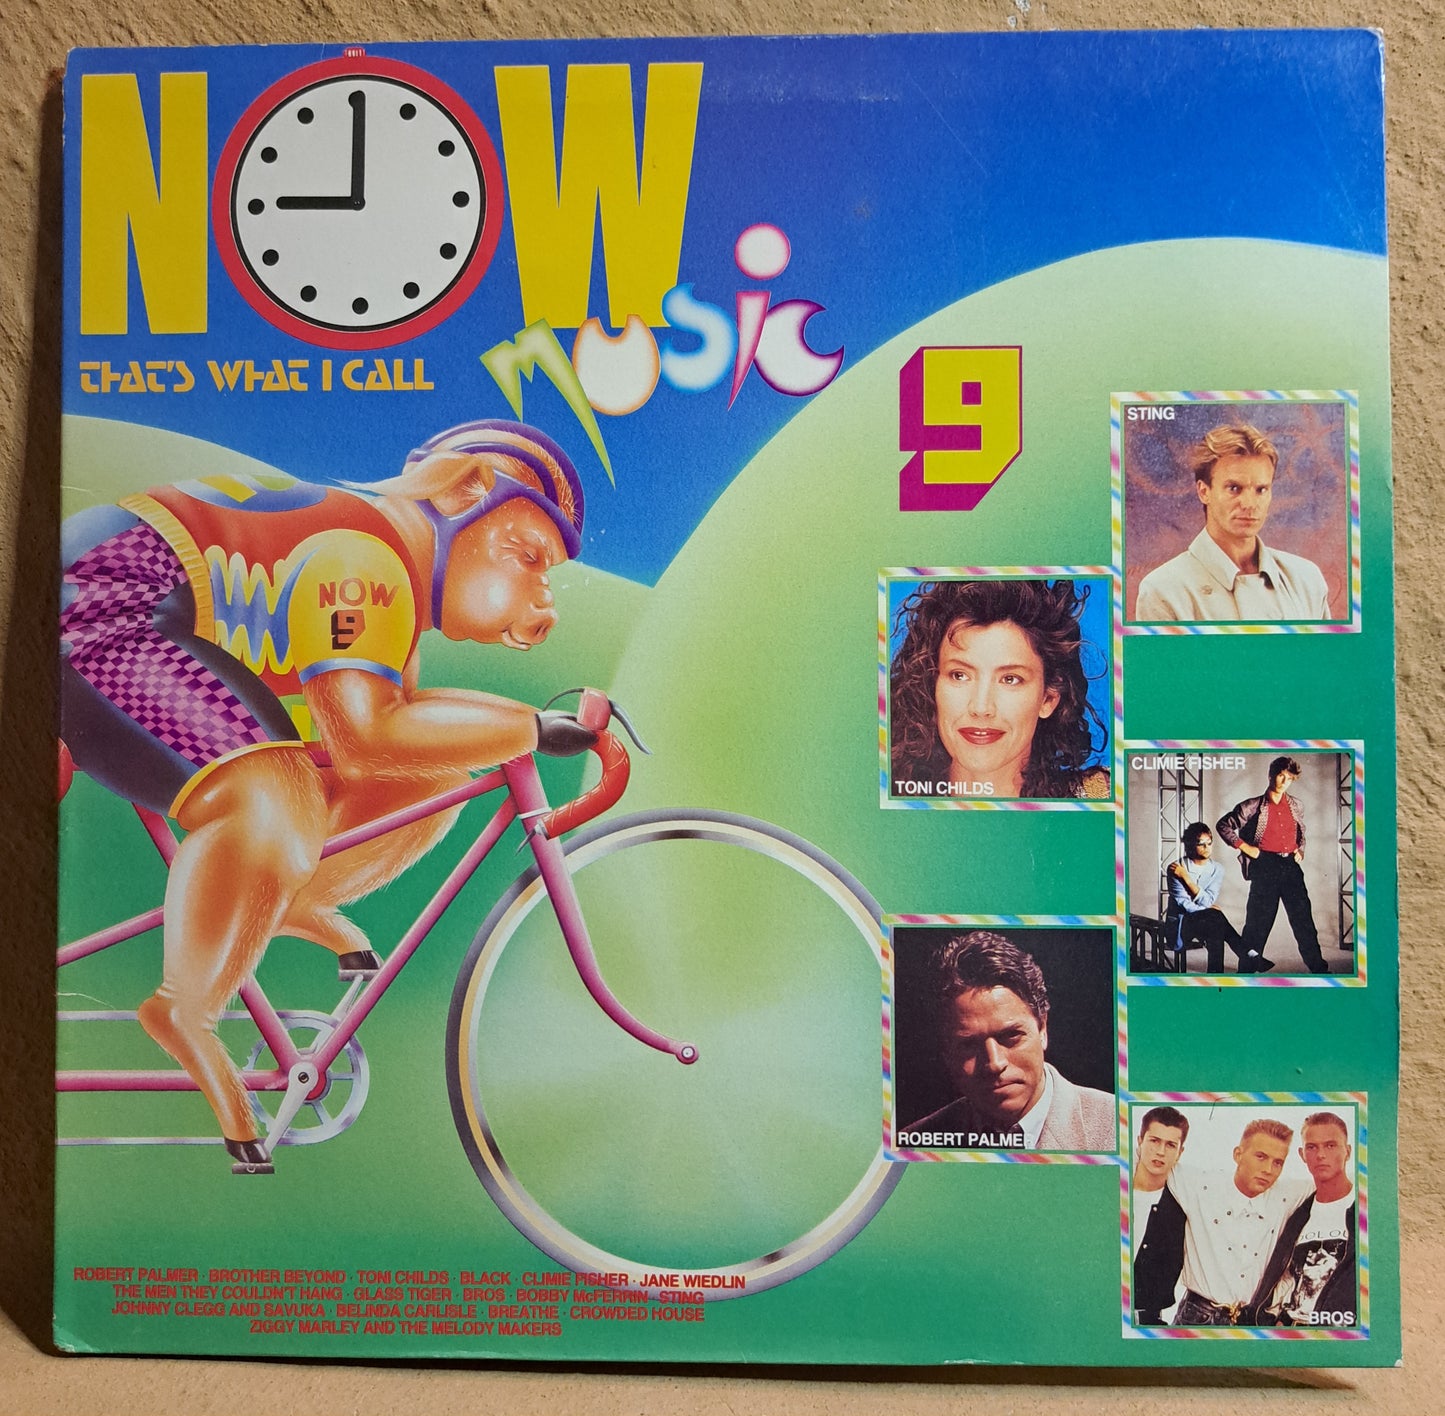 NOW
THAT'S WHAT I CALL
MUSIC
9
STING
NOW
9
TONI CHILDS
CLIMIE FISHER
ROBERT PALMER
BROS
ROBERT PALMER · BROTHER BEYOND · TONI CHILDS · BLACK · CLIMIE FISHER · JANE WIEDLIN
THE MEN THEY COULDN'T HANG · GLASS TIGER · BROS · BOBBY McFERRIN · STING
JOHNNY CLEGG AND SAVUKA · BELINDA CARLISLE · BREATHE · CROWDED HOUSE
ZIGGY MARLEY AND THE MELODY MAKERS